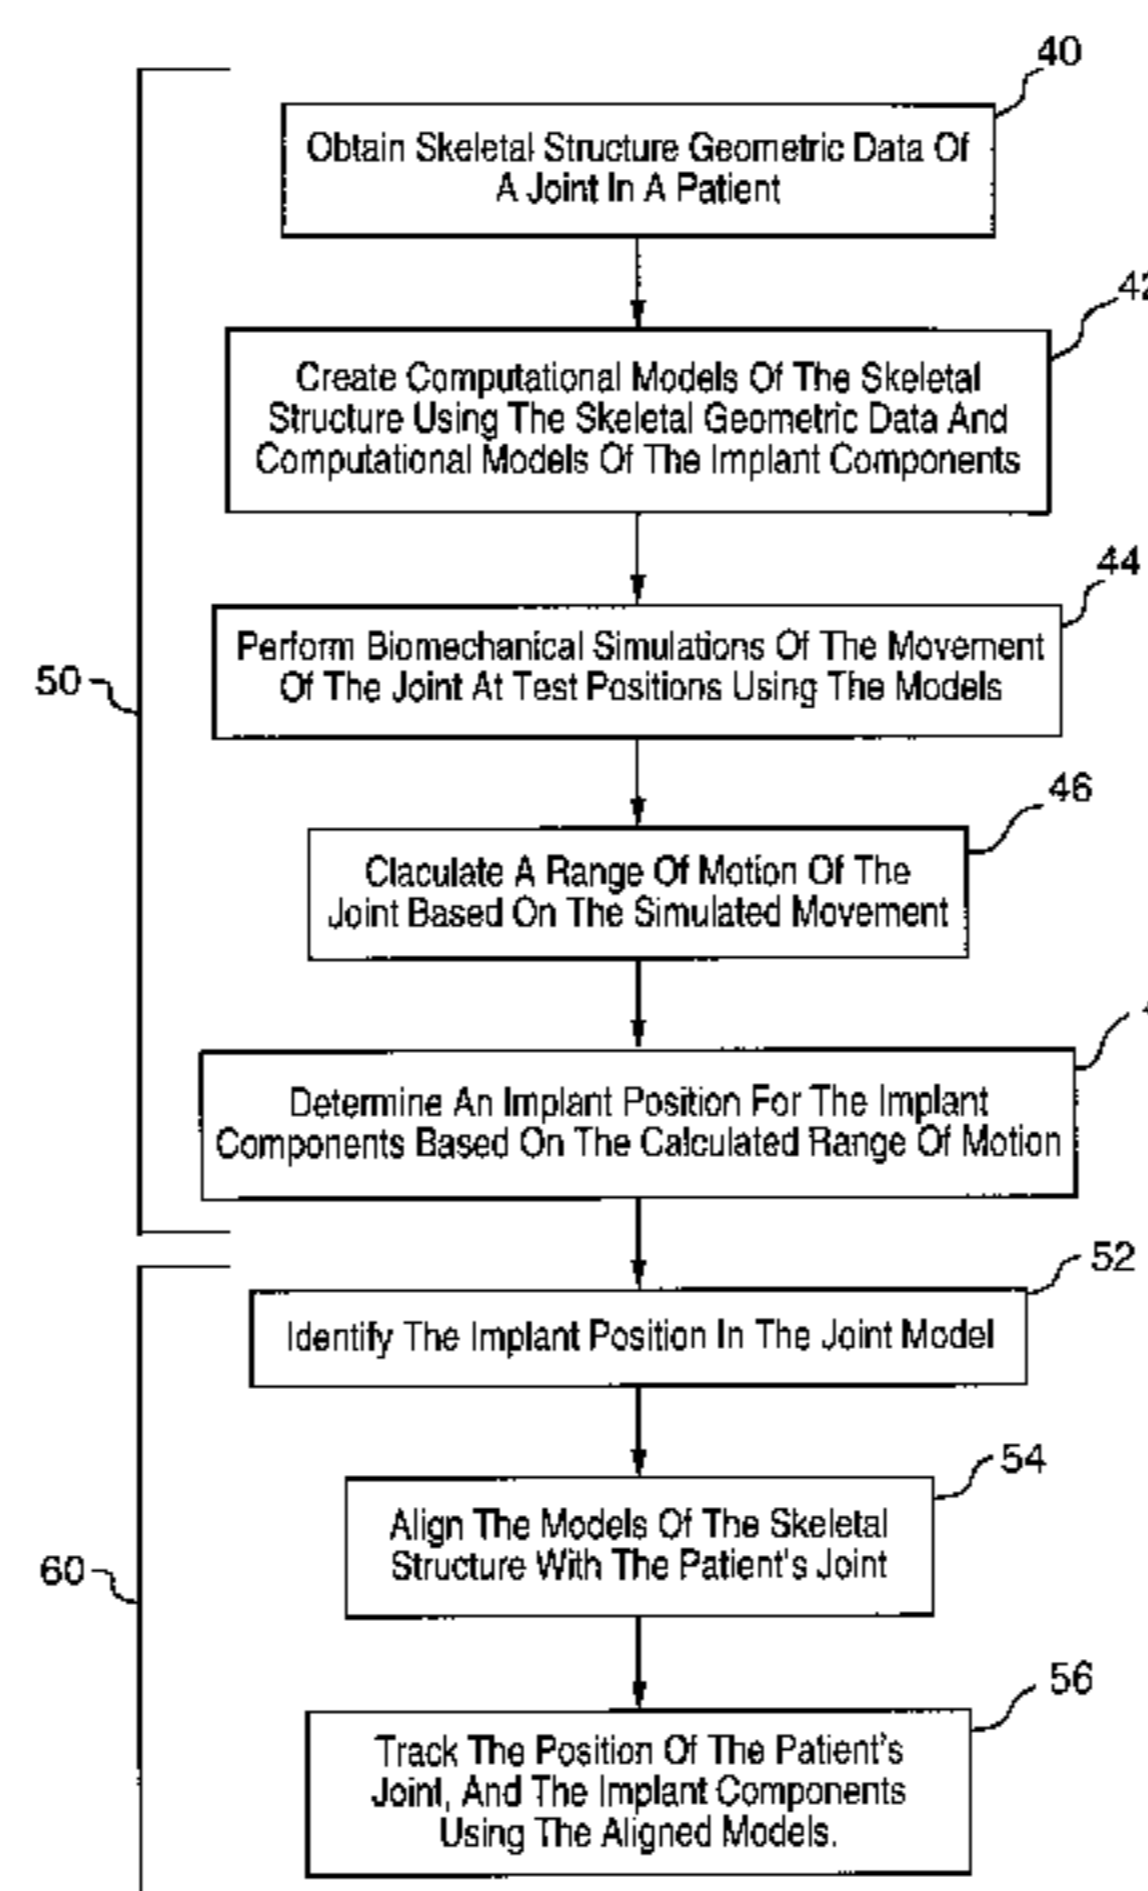 40
Obtain Skeletal Structure Geometric Data Of
A Joint In A Patient
42
Create Computational Models Of The Skeletal
Structure Using The Skeletal Geometric Data And
Computational Models Of The Implant Components
44
Perform Biomechanical Simulations Of The Movement
Of The Joint At Test Positions Using The Models
50
46
Claculate A Range Of Motion Of The
Joint Based On The Simulated Movement
Determine An Implant Position For The Implant
Components Based On The Calculated Range Of Motion
52
Identify The Implant Position In The Joint Model
54
Align The Models Of The Skeletal
Structure With The Patient's Joint
60
56
Track The Position Of The Patient's
Joint, And The Implant Components
Using The Aligned Models.